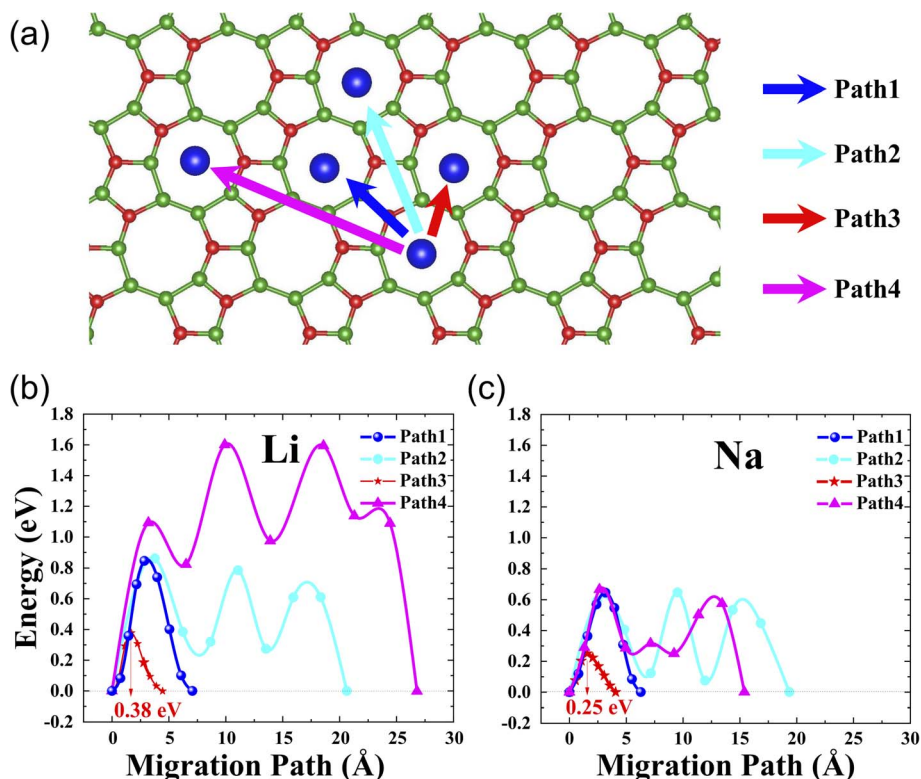 (a)
Path1
Path2
Path3
Path4
(b)
1.8
1.6
1.4
1.2
1.0
0.8
0.6
0.4
0.2
0.0
-0.2
Energy (eV)
Li
Path1
Path2
Path3
Path4
0.38 eV
0 5 10 15 20 25 30
Migration Path (Å)
(c)
1.8
1.6
1.4
1.2
1.0
0.8
0.6
0.4
0.2
0.0
-0.2
Na
Path1
Path2
Path3
Path4
0.25 eV
0 5 10 15 20 25 30
Migration Path (Å)